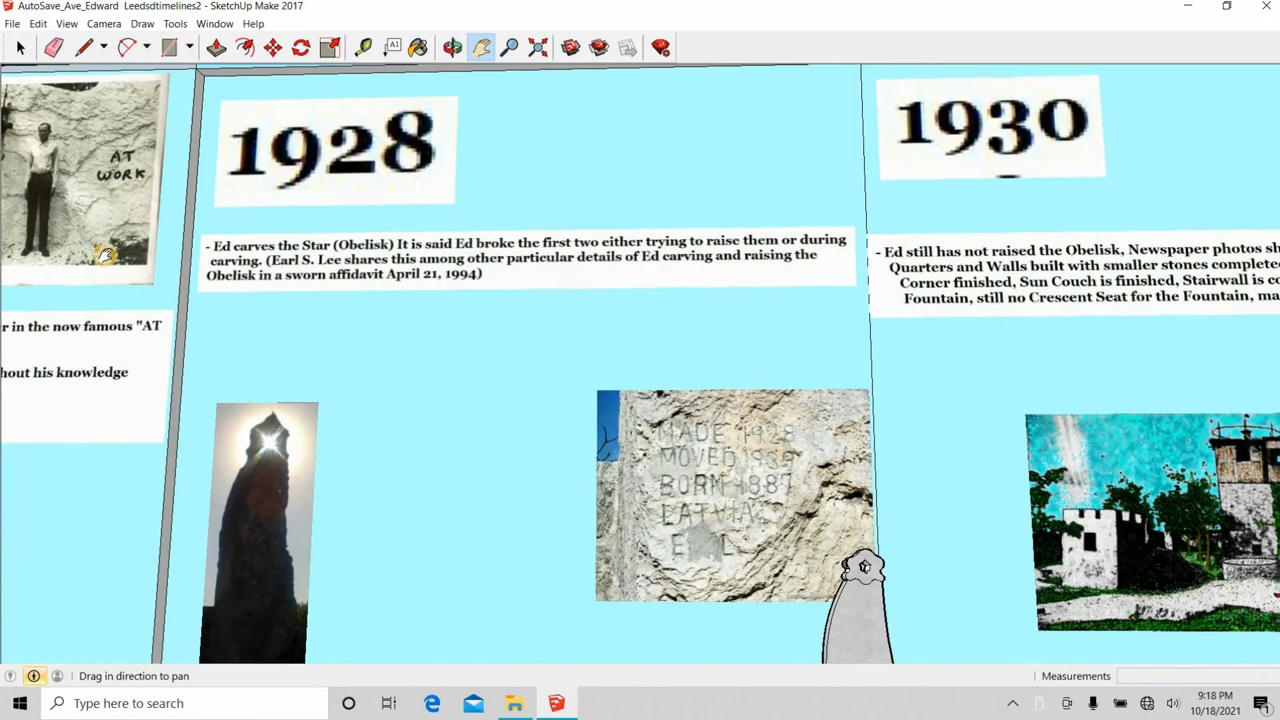 AutoSave_Ave_Edward Leedsdtimelines2 - SketchUp Make 2017
File Edit View Camera Draw Tools Window Help
AT
WORK
r in the now famous "AT
hout his knowledge
1928
- Ed carves the Star (Obelisk) It is said Ed broke the first two either trying to raise them or during
carving. (Earl S. Lee shares this among other particular details of Ed carving and raising the
Obelisk in a sworn affidavit April 21, 1994)
MADE 1928
MOVED 1939
BORN 1887
LATVIA
1930
- Ed still has not raised the Obelisk, Newspaper photos sh
Quarters and Walls built with smaller stones complete
Corner finished, Sun Couch is finished, Stairwall is co
Fountain, still no Crescent Seat for the Fountain, ma
Drag in direction to pan
Measurements
Type here to search
9:18 PM
10/18/2021